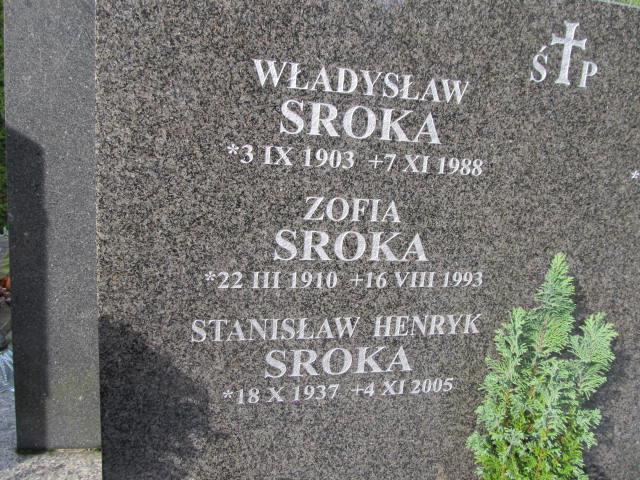 Ś P
WŁADYSŁAW
SROKA
*3 IX 1903 +7 XI 1988
ZOFIA
SROKA
*22 III 1910 +16 VIII 1993
STANISŁAW HENRYK
SROKA
*18 X 1937 +4 XI 2005
*